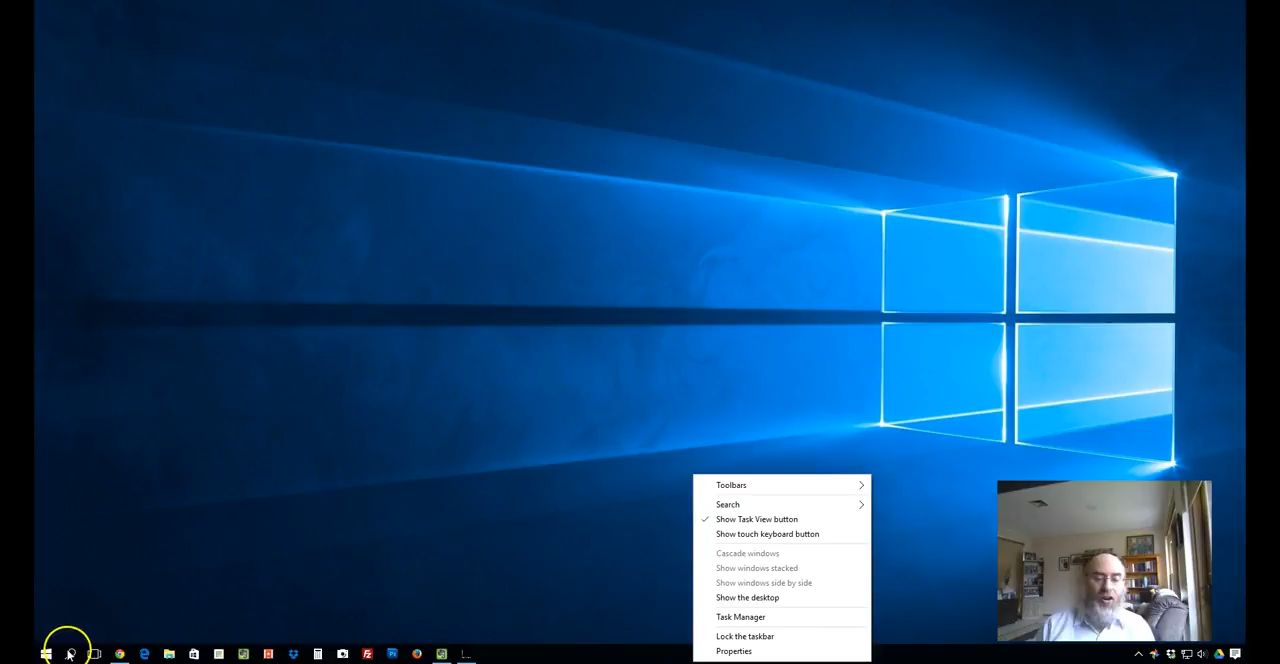 Toolbars
Search
Show Task View button
Show touch keyboard button
Cascade windows
Show windows stacked
Show windows side by side
Show the desktop
Task Manager
Lock the taskbar
Properties